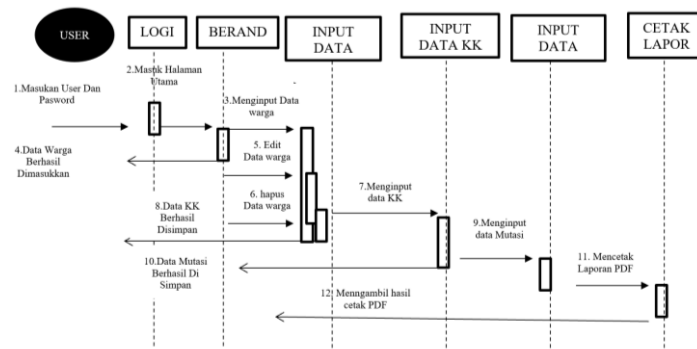 USER
LOGI
BERAND
INPUT
DATA
INPUT
DATA KK
INPUT
DATA
CETAK
LAPOR
1.Masukan User Dan
Pasword
2.Masuk Halaman
Utama
3.Menginput Data
warga
4.Data Warga
Berhasil
Dimasukkan
5. Edit
Data warga
6. hapus
Data warga
7.Menginput
data KK
8.Data KK
Berhasil
Disimpan
9.Menginput
data Mutasi
10.Data Mutasi
Berhasil Di
Simpan
11. Mencetak
Laporan PDF
12. Menngambil hasil
cetak PDF